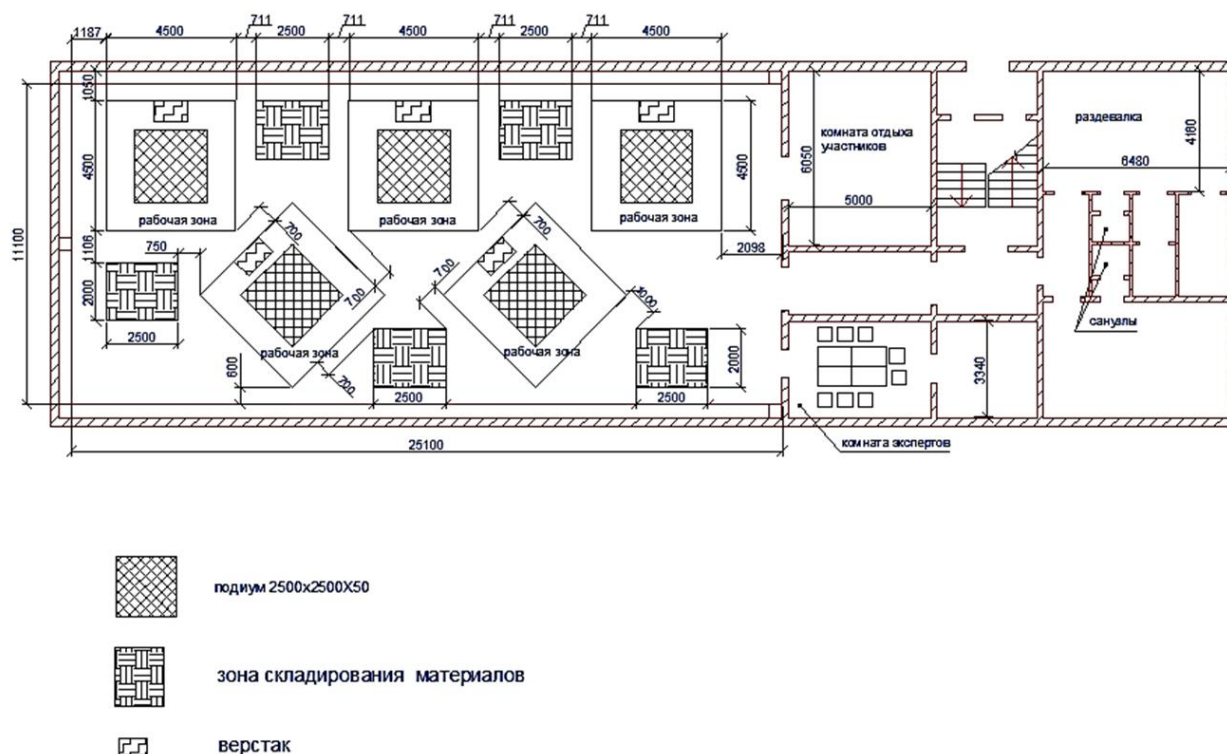 711 711 711 711
1187 4500 2500 4500 2500 4500
1050
комната отдыха
участников
раздевалка
4180
6050
6480
4500
4500
5000
рабочая зона рабочая зона рабочая зона
11100
1106
750
700
700
2098
700
700
1000
2000
2500
санузлы
рабочая зона рабочая зона
600
700
2500
2500
2000
3340
25100
комната экспертов
подиум 2500x2500X50
зона складирования материалов
верстак